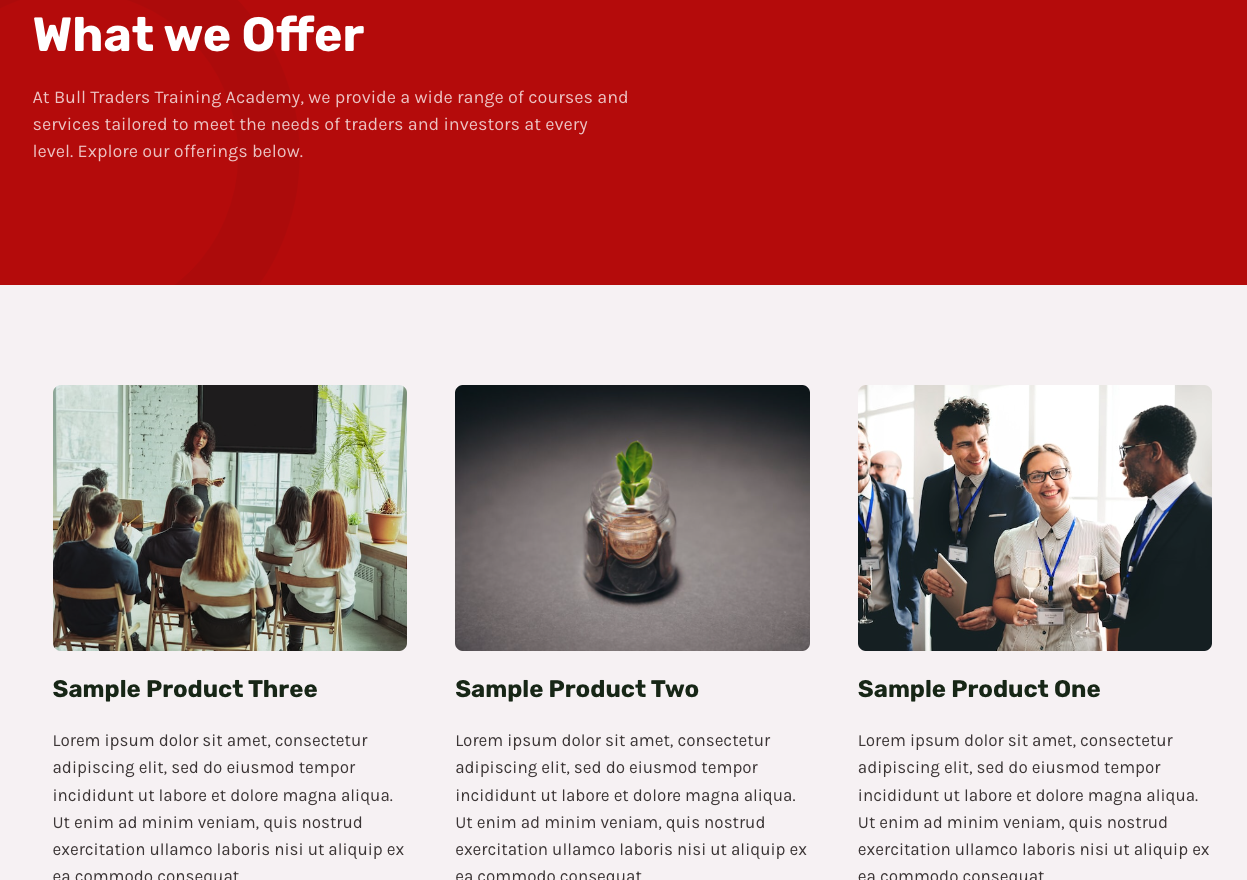 What we Offer
At Bull Traders Training Academy, we provide a wide range of courses and
services tailored to meet the needs of traders and investors at every
level. Explore our offerings below.
Sample Product Three
Lorem ipsum dolor sit amet, consectetur
adipiscing elit, sed do eiusmod tempor
incididunt ut labore et dolore magna aliqua.
Ut enim ad minim veniam, quis nostrud
exercitation ullamco laboris nisi ut aliquip ex
ea commodo consequat
Sample Product Two
Lorem ipsum dolor sit amet, consectetur
adipiscing elit, sed do eiusmod tempor
incididunt ut labore et dolore magna aliqua.
Ut enim ad minim veniam, quis nostrud
exercitation ullamco laboris nisi ut aliquip ex
ea commodo consequat
Sample Product One
Lorem ipsum dolor sit amet, consectetur
adipiscing elit, sed do eiusmod tempor
incididunt ut labore et dolore magna aliqua.
Ut enim ad minim veniam, quis nostrud
exercitation ullamco laboris nisi ut aliquip ex
ea commodo consequat